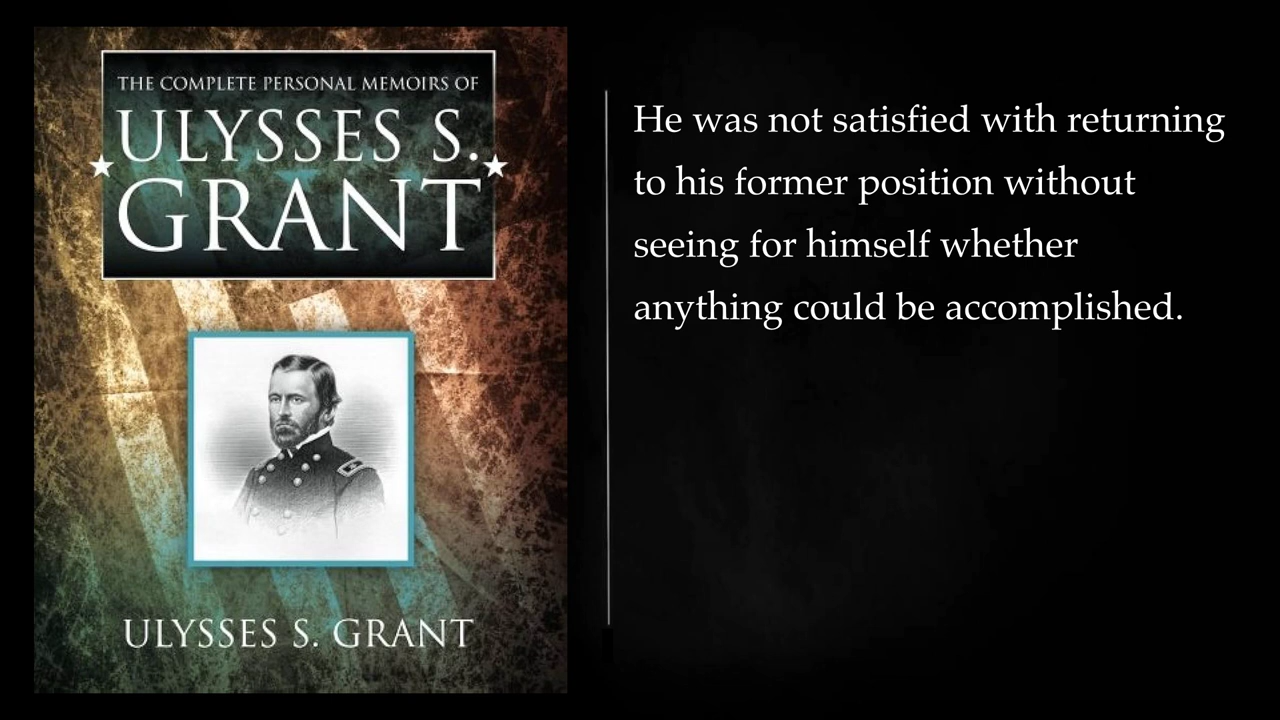 THE COMPLETE PERSONAL MEMOIRS OF
ULYSSES S.
GRANT
ULYSSES S. GRANT
He was not satisfied with returning
to his former position without
seeing for himself whether
anything could be accomplished.